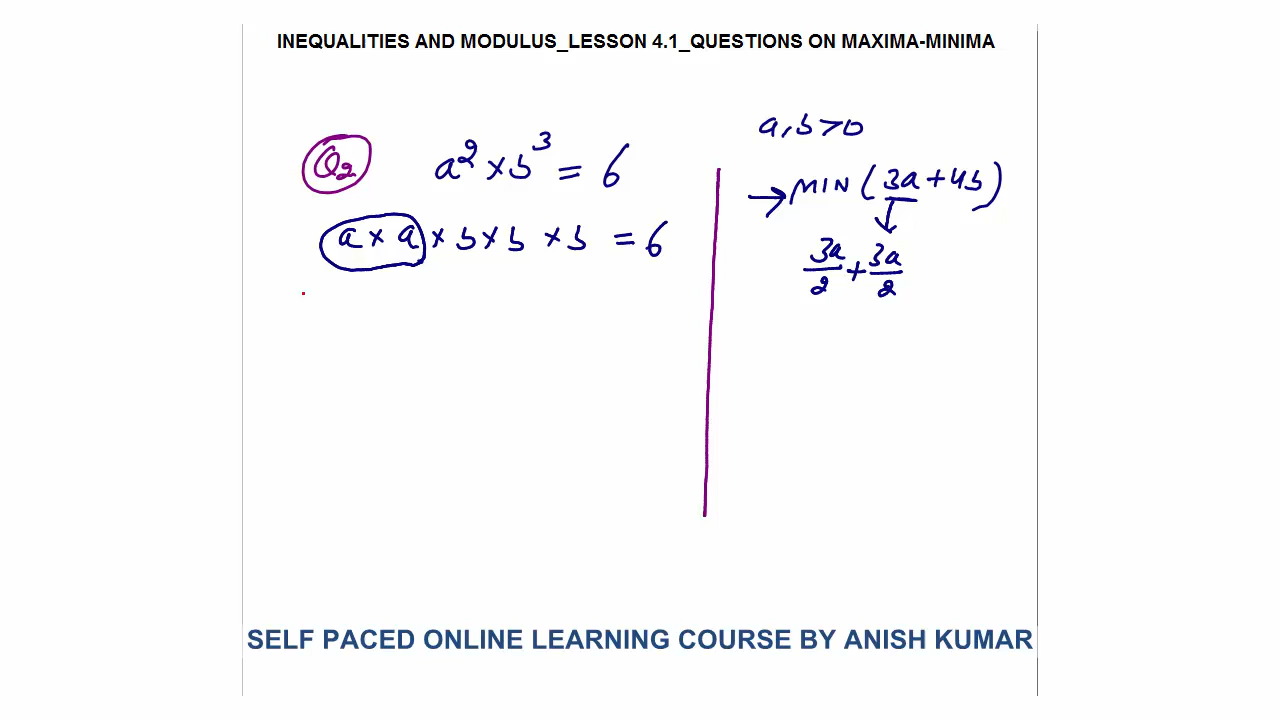 INEQUALITIES AND MODULUS_LESSON 4.1_QUESTIONS ON MAXIMA-MINIMA
Q2
a² × b³ = 6
a × a × b × b × b = 6
a, b > 0
→ MIN (3a + 4b)
3a/2 + 3a/2
SELF PACED ONLINE LEARNING COURSE BY ANISH KUMAR